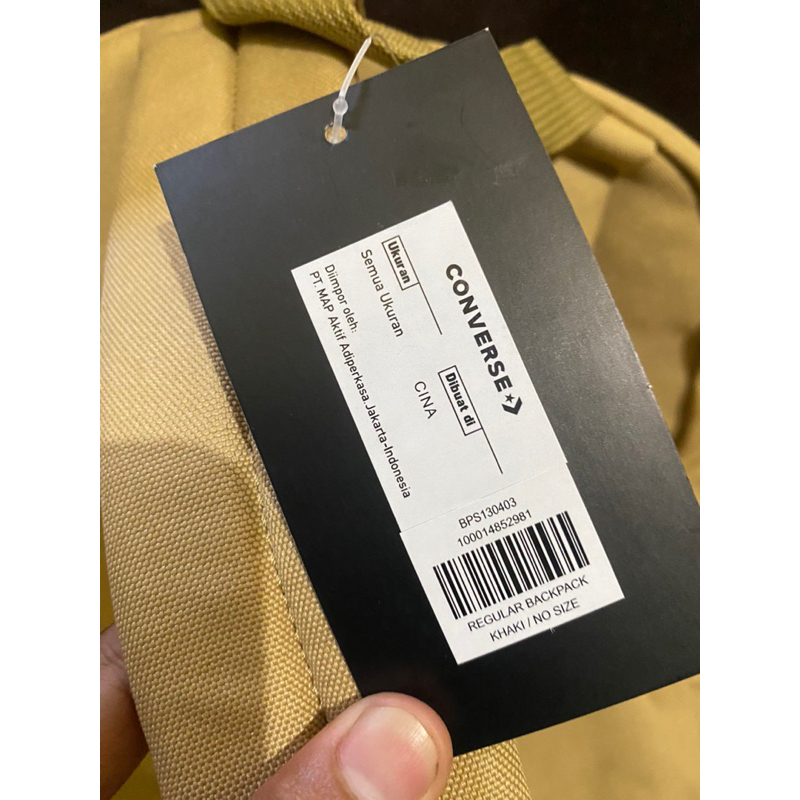 CONVERSE
Ukuran
Semua Ukuran
Dibuat di
CINA
Diimpor oleh:
PT. MAP Aktif Adiperkasa.Jakarta-Indonesia
BPS130403
100014852981
REGULAR BACKPACK
KHAKI / NO SIZE